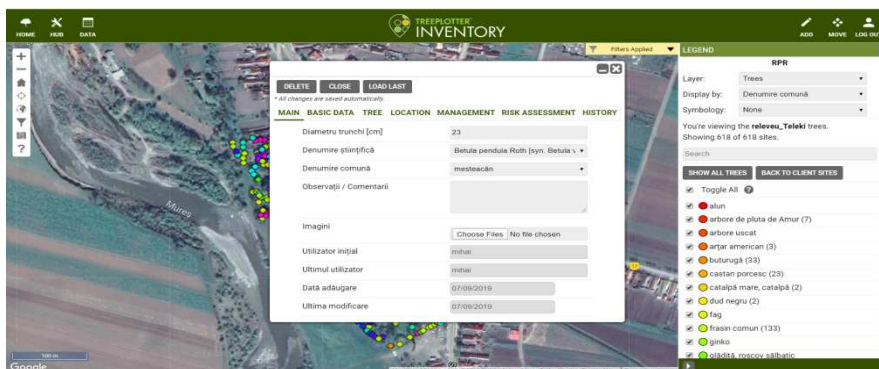 HOME HUB DATA
TREEPLOTTER™
INVENTORY
ADD MOVE LOG OUT
Filters Applied
LEGEND
RPR
Layer: Trees
Display by: Denumire comună
Symbology: None
You're viewing the releveu_Teleki trees.
Showing 618 of 618 sites.
Search
SHOW ALL TREES BACK TO CLIENT SITES
Toggle All
alun
arbore de pluta de Amur (7)
arbore uscat
arțar american (3)
buturugă (33)
castan porcesc (23)
catalpă mare, catalpă (2)
dud negru (2)
fag
frasin comun (133)
ginko
glădiță, roșcov sălbatic
DELETE CLOSE LOAD LAST
* All changes are saved automatically.
MAIN BASIC DATA TREE LOCATION MANAGEMENT RISK ASSESSMENT HISTORY
Diametru trunchi [cm] 23
Denumire științifică Betula pendula Roth [syn. Betula v
Denumire comună mesteacăn
Observații / Comentarii
Imagini Choose Files No file chosen
Utilizator inițial mihai
Ultimul utilizator mihai
Dată adăugare 07/09/2019
Ultima modificare 07/09/2019
Mureș
100 m
Google